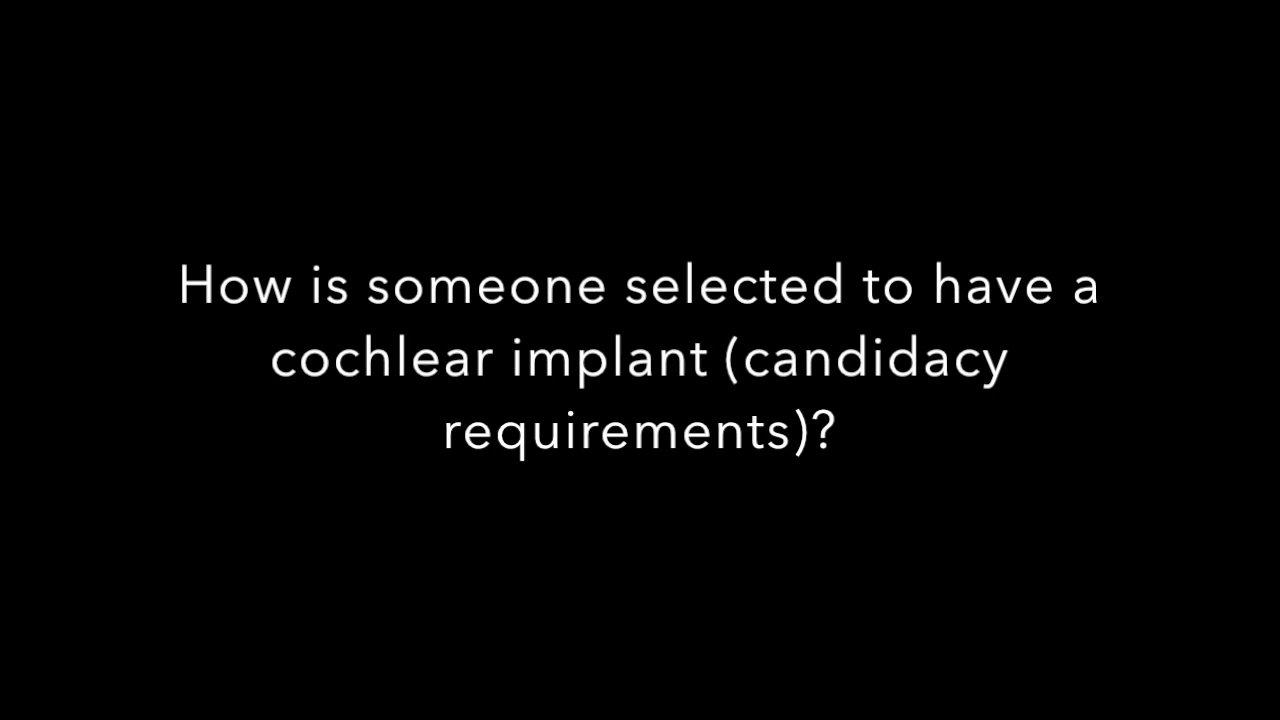 How is someone selected to have a
cochlear implant (candidacy
requirements)?